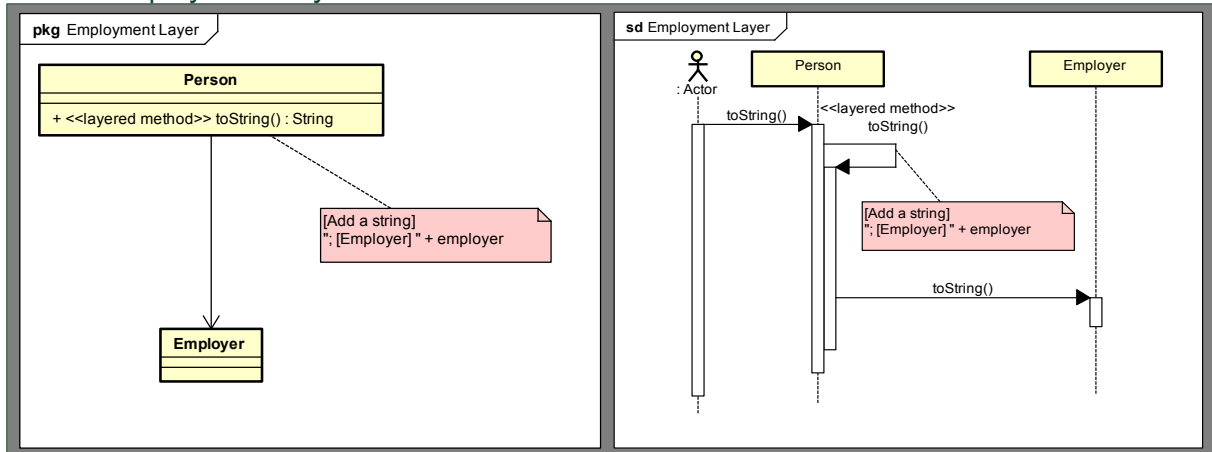 pkg Employment Layer
Person
+ <<layered method>> toString() : String
[Add a string]
"; [Employer] " + employer
Employer
sd Employment Layer
: Actor
Person
Employer
toString()
<<layered method>>
toString()
[Add a string]
"; [Employer] " + employer
toString()